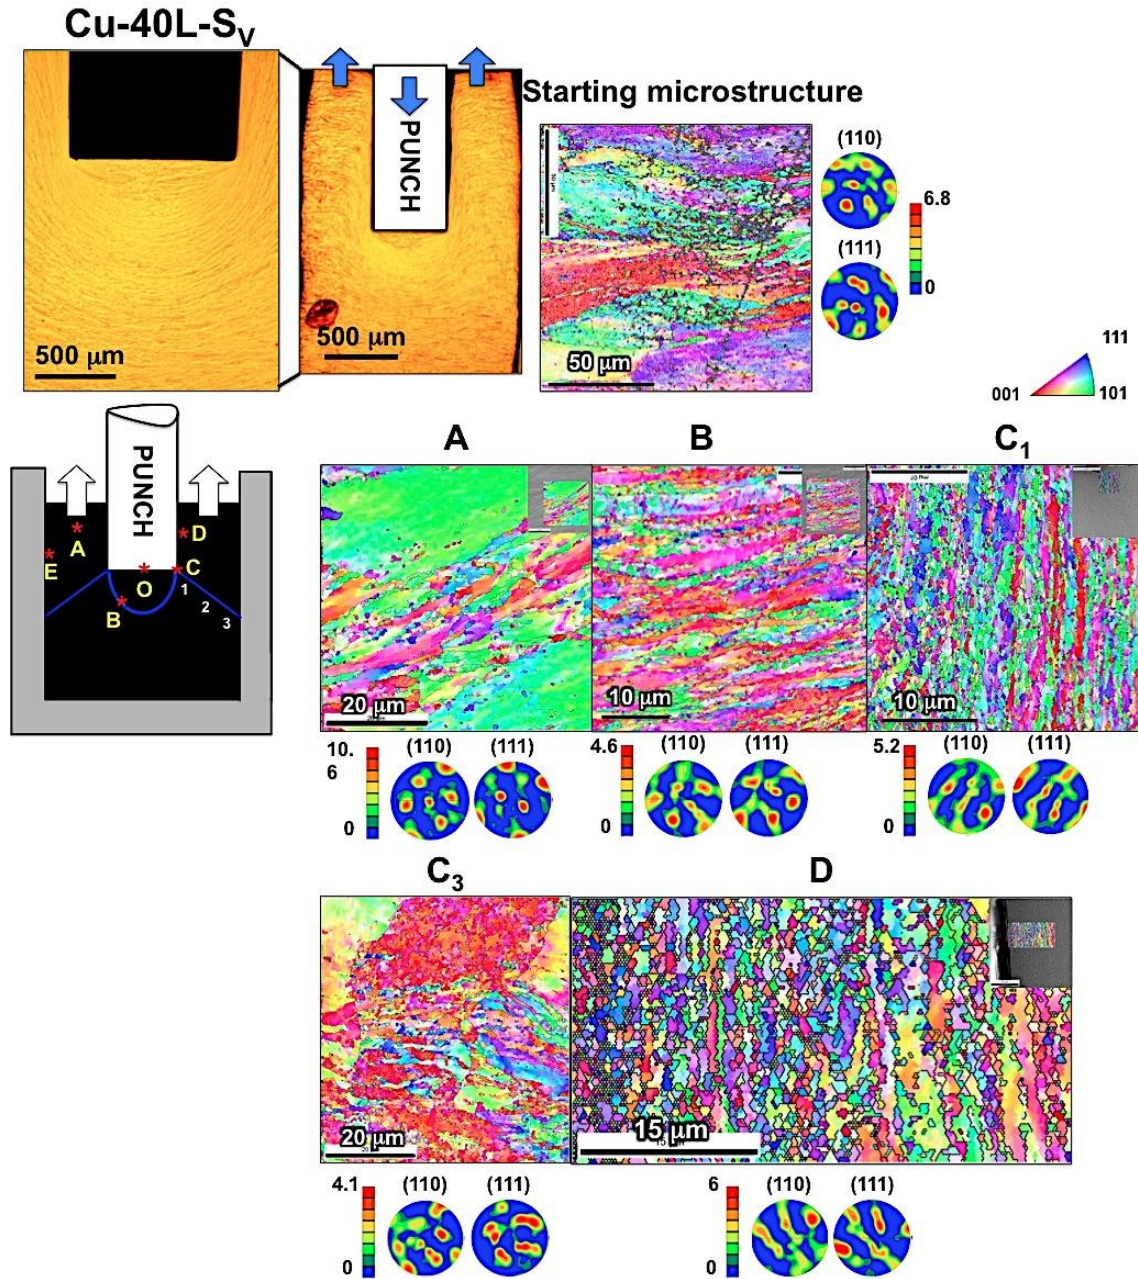 Cu-40L-SV
PUNCH
500 µm
500 µm
Starting microstructure
50 µm
(110)
(111)
6.8
0
111
001
101
PUNCH
A
D
E
O
C
B
1
2
3
A
B
C1
20 µm
10 µm
10 µm
10.
6
0
(110)
(111)
4.6
0
(110)
(111)
5.2
0
(110)
(111)
C3
D
20 µm
15 µm
4.1
0
(110)
(111)
6
0
(110)
(111)